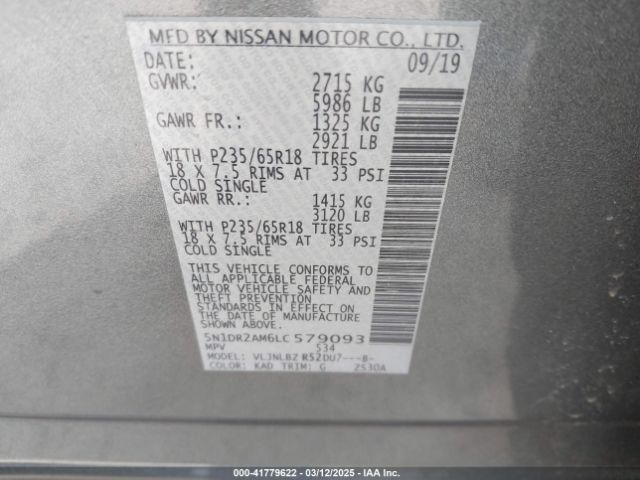 MFD BY NISSAN MOTOR CO., LTD.
DATE: 09/19
GVWR: 2715 KG
5986 LB
GAWR FR.: 1325 KG
2921 LB
WITH P235/65R18 TIRES
18 X 7.5 RIMS AT 33 PSI
COLD SINGLE
GAWR RR.: 1415 KG
3120 LB
WITH P235/65R18 TIRES
18 X 7.5 RIMS AT 33 PSI
COLD SINGLE
THIS VEHICLE CONFORMS TO
ALL APPLICABLE FEDERAL
MOTOR VEHICLE SAFETY AND
THEFT PREVENTION
STANDARDS IN EFFECT ON
THE DATE OF MANUFACTURE
SHOWN ABOVE.
5N1DR2AM6LC579093
MPV 534
MODEL: VLJNLBZ R52DU7---B-
COLOR: KAD TRIM: G 2530A
000-41779622 - 03/12/2025 - IAA Inc.